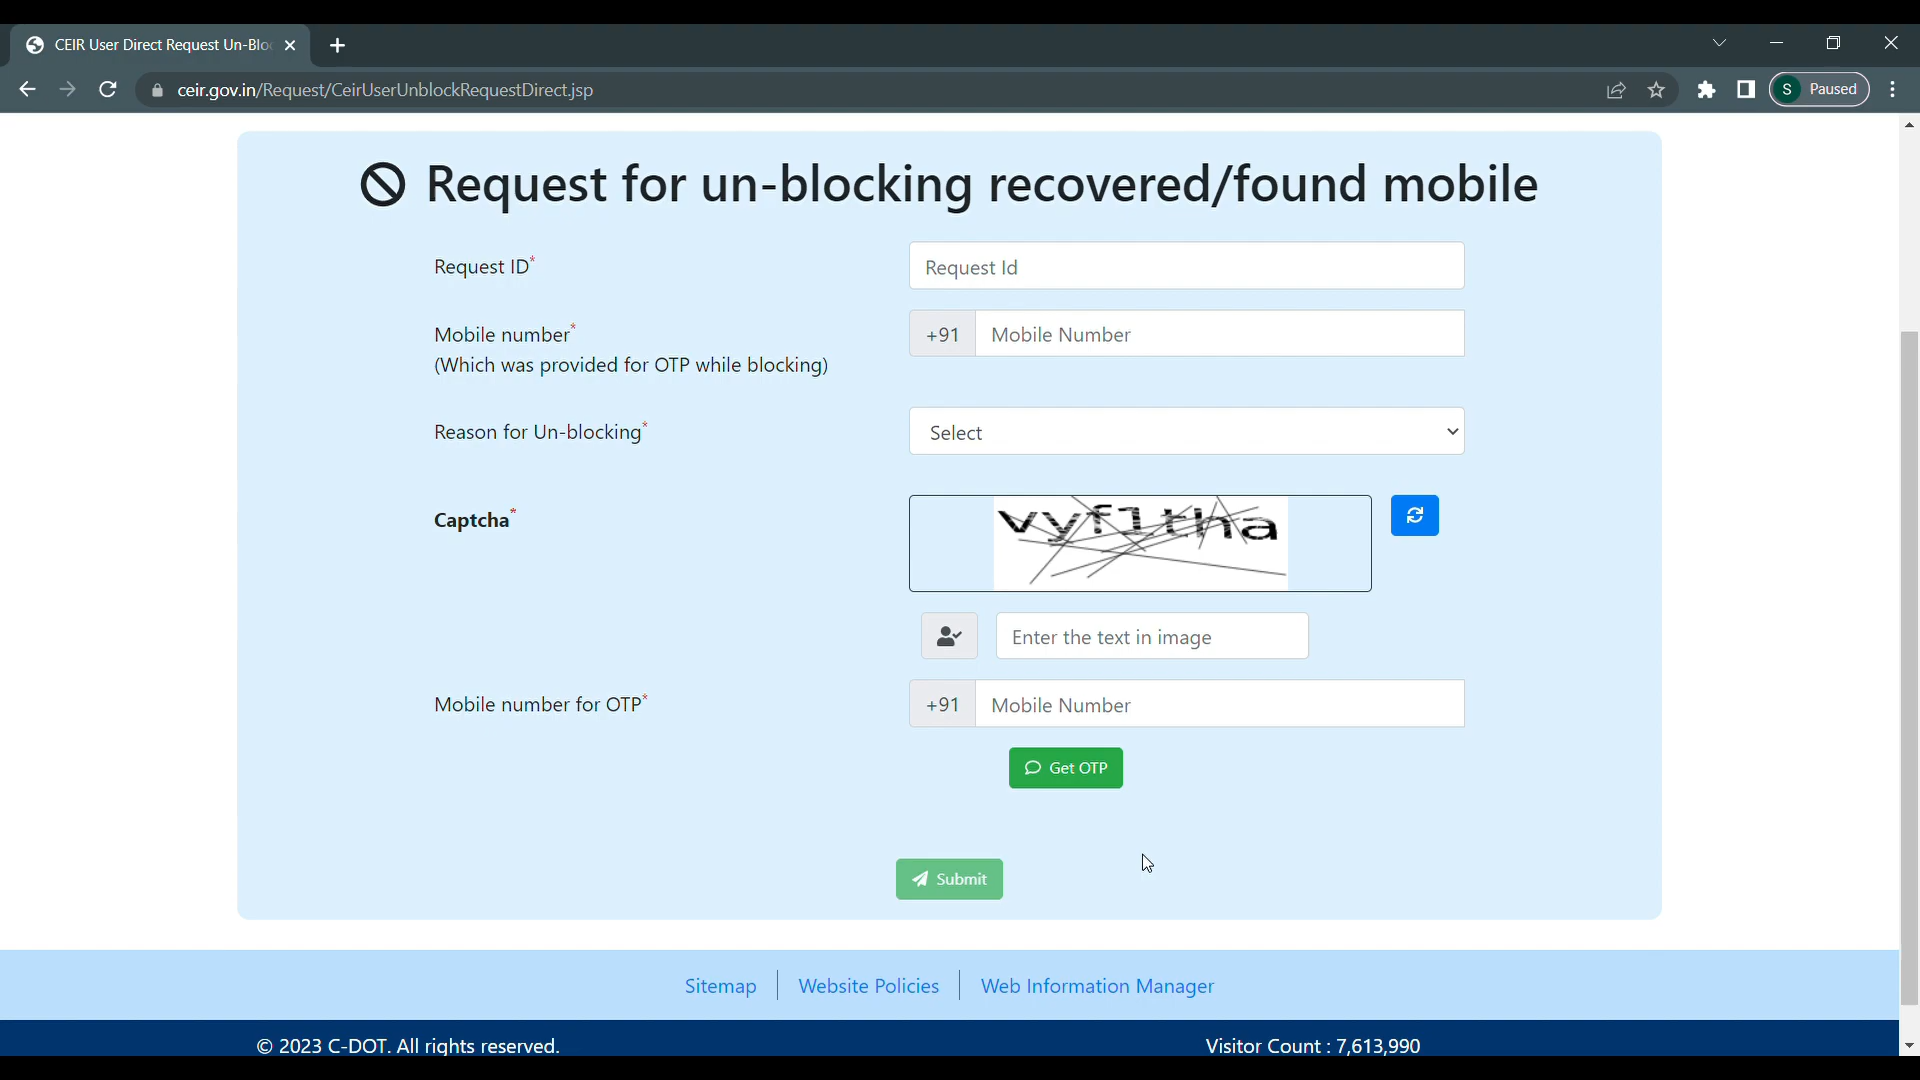 CEIR User Direct Request Un-Blo
ceir.gov.in/Request/CeirUserUnblockRequestDirect.jsp
S Paused
Request for un-blocking recovered/found mobile
Request ID*
Request Id
Mobile number*
+91 Mobile Number
(Which was provided for OTP while blocking)
Reason for Un-blocking*
Select
Captcha*
Enter the text in image
Mobile number for OTP*
+91 Mobile Number
Get OTP
Submit
Sitemap Website Policies Web Information Manager
© 2023 C-DOT. All rights reserved. Visitor Count : 7,613,990